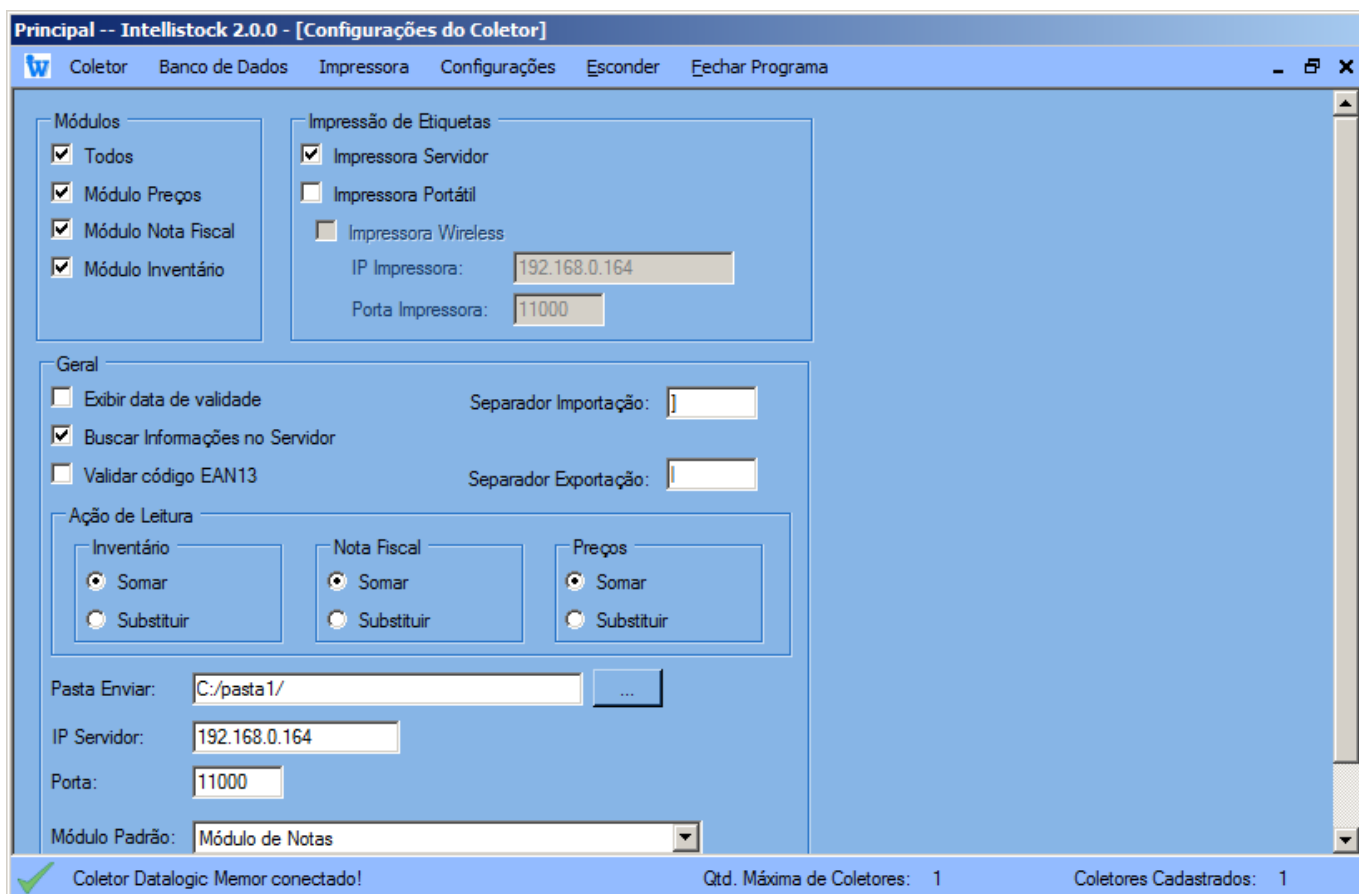 Principal -- Intellistock 2.0.0 - [Configurações do Coletor]
Coletor Banco de Dados Impressora Configurações Esconder Fechar Programa
Módulos
Todos
Módulo Preços
Módulo Nota Fiscal
Módulo Inventário
Impressão de Etiquetas
Impressora Servidor
Impressora Portátil
Impressora Wireless
IP Impressora: 192.168.0.164
Porta Impressora: 11000
Geral
Exibir data de validade
Buscar Informações no Servidor
Validar código EAN13
Separador Importação: ]
Separador Exportação: |
Ação de Leitura
Inventário
Somar
Substituir
Nota Fiscal
Somar
Substituir
Preços
Somar
Substituir
Pasta Enviar: C:/pasta1/ ...
IP Servidor: 192.168.0.164
Porta: 11000
Módulo Padrão: Módulo de Notas
Coletor Datalogic Memor conectado! Qtd. Máxima de Coletores: 1 Coletores Cadastrados: 1